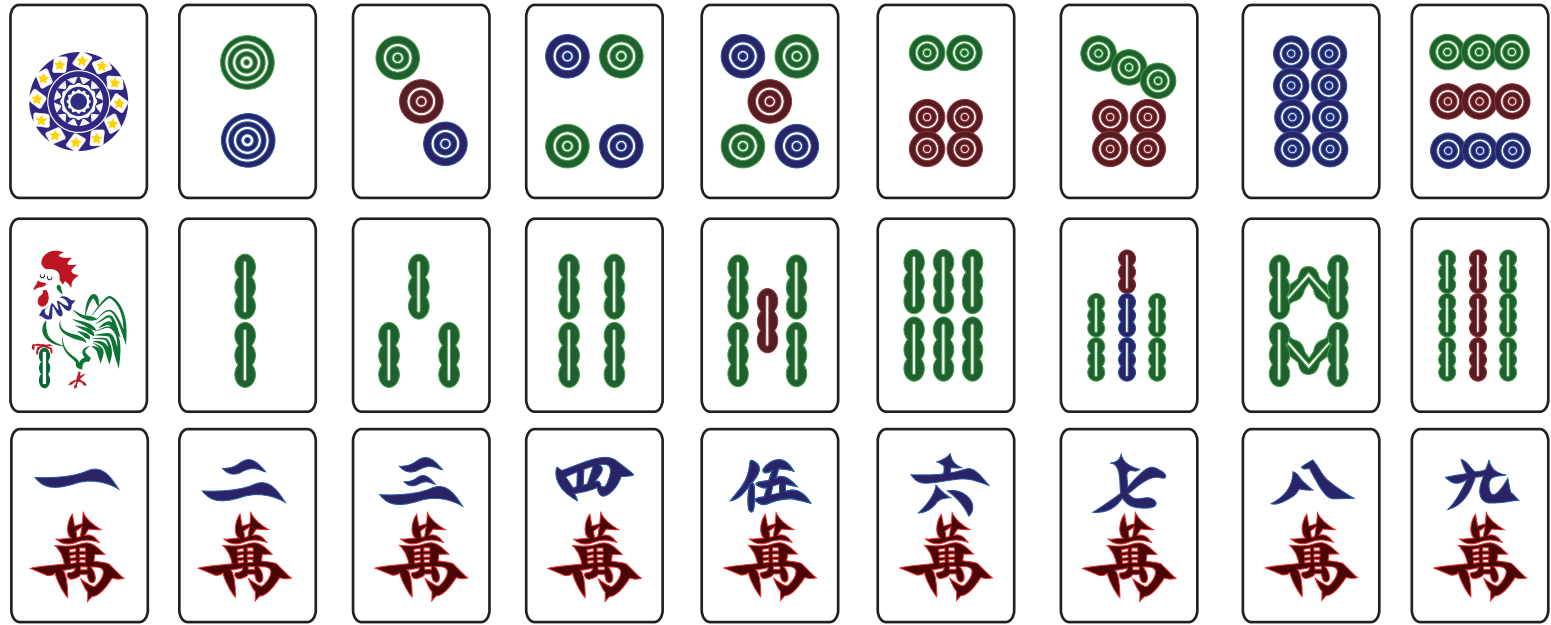 一 二 三 四 伍 六 七 八 九
萬 萬 萬 萬 萬 萬 萬 萬 萬